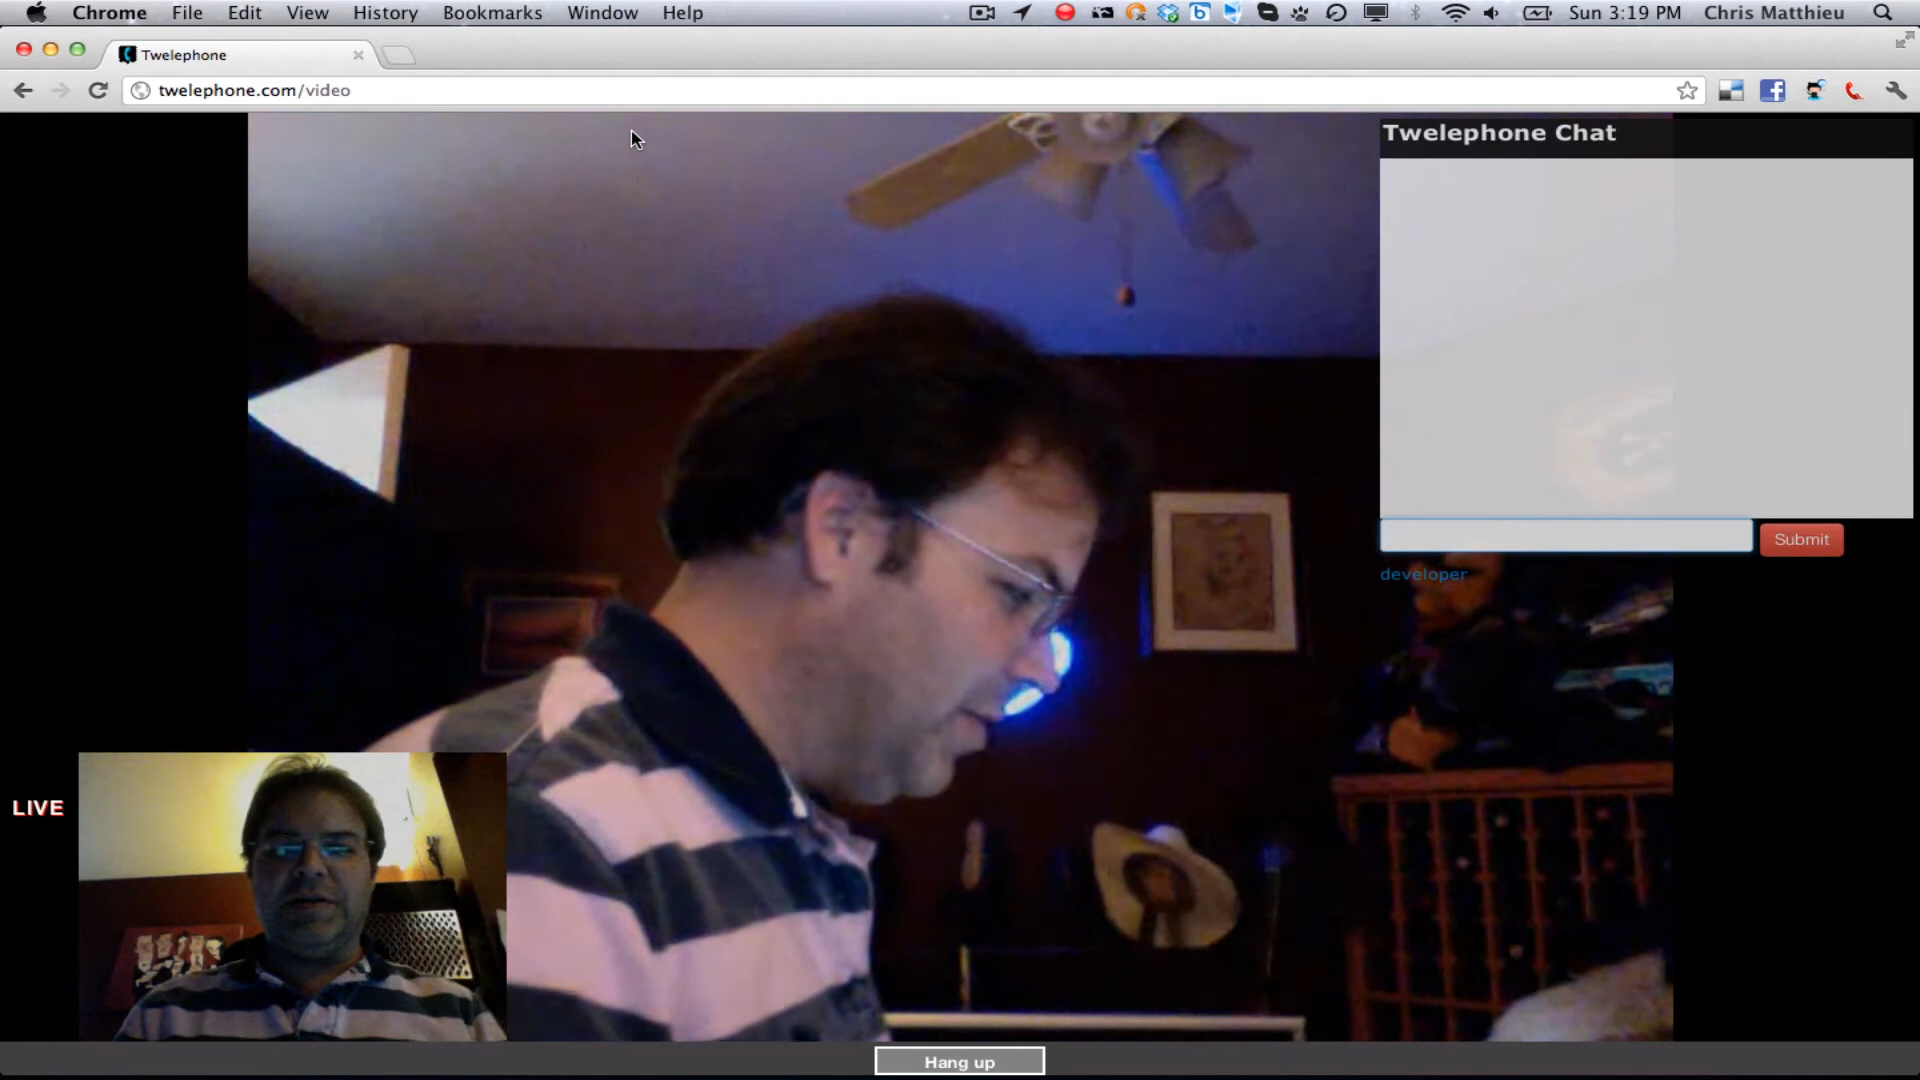 Chrome File Edit View History Bookmarks Window Help Sun 3:19 PM Chris Matthieu
Twelephone
twelephone.com/video
Twelephone Chat
Submit
developer
LIVE
Hang up